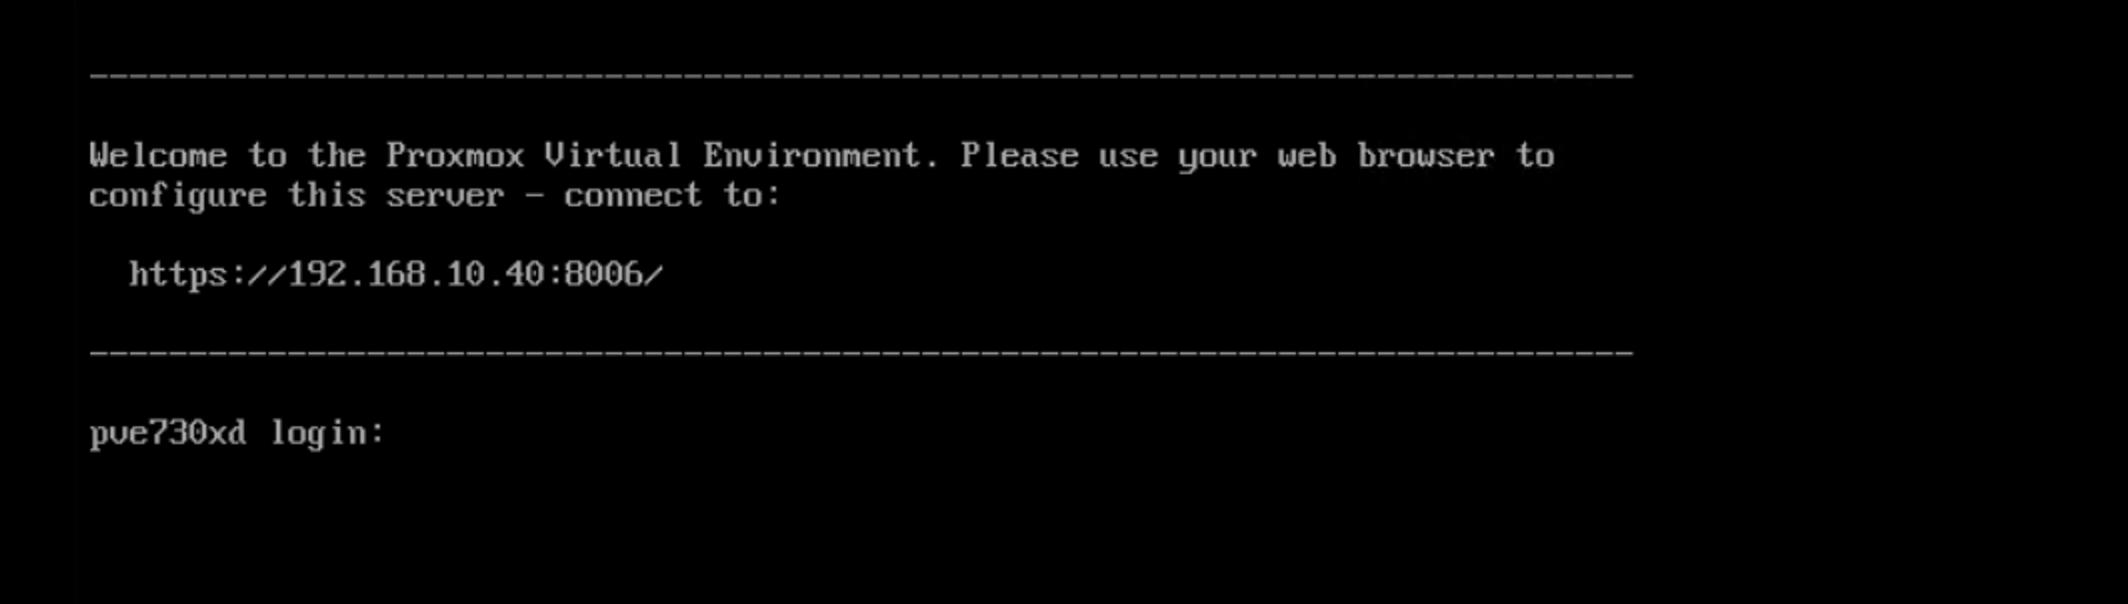 ------------------------------------------------------------------------------
Welcome to the Proxmox Virtual Environment. Please use your web browser to
configure this server - connect to:
https://192.168.10.40:8006/
------------------------------------------------------------------------------
pve730xd login: